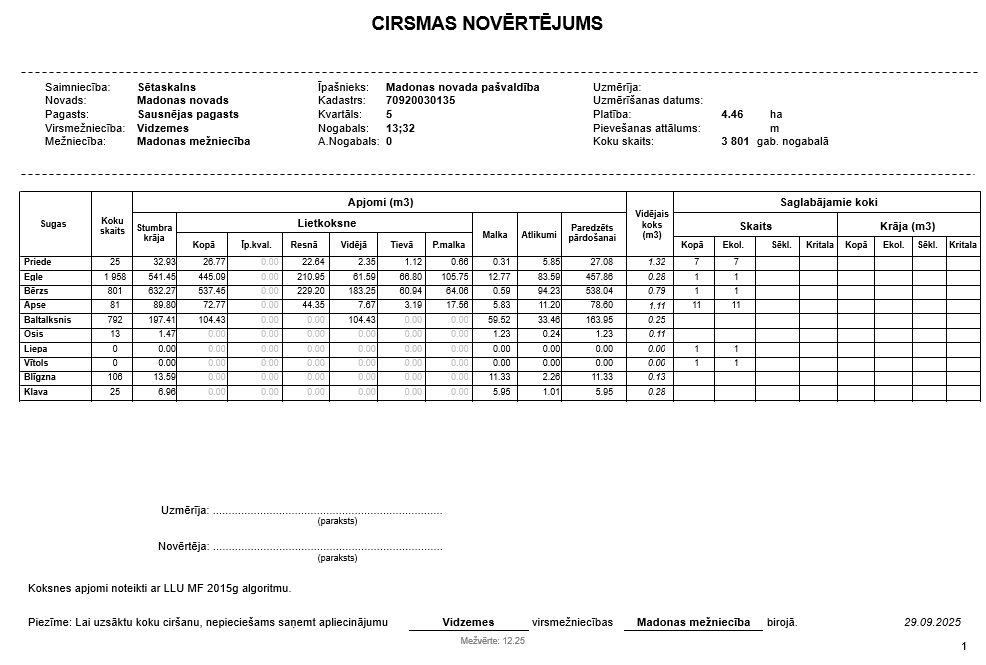 CIRSMAS NOVĒRTĒJUMS
Saimniecība: Sētaskalns Īpašnieks: Madonas novada pašvaldība Uzmērīja:
Novads: Madonas novads Kadastrs: 70920030135 Uzmērīšanas datums:
Pagasts: Sausnējas pagasts Kvartāls: 5 Platība: 4.46 ha
Virsmežniecība: Vidzemes Nogabals: 13;32 Pievešanas attālums: m
Mežniecība: Madonas mežniecība A.Nogabals: 0 Koku skaits: 3 801 gab. nogabalā
Sugas Koku skaits Apjomi (m3) Vidējais koks (m3) Saglabājamie koki
Stumbra krāja Lietkoksne Malka Atlikumi Paredzēts pārdošanai Skaits Krāja (m3)
Kopā Īp.kval. Resnā Vidējā Tievā P.malka Kopā Ekol. Sēkl. Kritala Kopā Ekol. Sēkl. Kritala
Priede 25 32.93 26.77 0.00 22.64 2.35 1.12 0.66 0.31 5.85 27.08 1.32 7 7
Egle 1 958 541.45 445.09 0.00 210.95 61.59 66.80 105.75 12.77 83.59 457.86 0.28 1 1
Bērzs 801 632.27 537.45 0.00 229.20 183.25 60.94 64.06 0.59 94.23 538.04 0.79 1 1
Apse 81 89.80 72.77 0.00 44.35 7.67 3.19 17.56 5.83 11.20 78.60 1.11 11 11
Baltalksnis 792 197.41 104.43 0.00 0.00 104.43 0.00 0.00 59.52 33.46 163.95 0.25
Osis 13 1.47 0.00 0.00 0.00 0.00 0.00 0.00 1.23 0.24 1.23 0.11
Liepa 0 0.00 0.00 0.00 0.00 0.00 0.00 0.00 0.00 0.00 0.00 0.00 1 1
Vītols 0 0.00 0.00 0.00 0.00 0.00 0.00 0.00 0.00 0.00 0.00 0.00 1 1
Blīgzna 106 13.59 0.00 0.00 0.00 0.00 0.00 0.00 11.33 2.26 11.33 0.13
Kļava 25 6.96 0.00 0.00 0.00 0.00 0.00 0.00 5.95 1.01 5.95 0.28
Uzmērīja: ..........................................................................
(paraksts)
Novērtēja: ..........................................................................
(paraksts)
Koksnes apjomi noteikti ar LLU MF 2015g algoritmu.
Piezīme: Lai uzsāktu koku ciršanu, nepieciešams saņemt apliecinājumu Vidzemes virsmežniecības Madonas mežniecība birojā. 29.09.2025
Mežvērte: 12.25
1